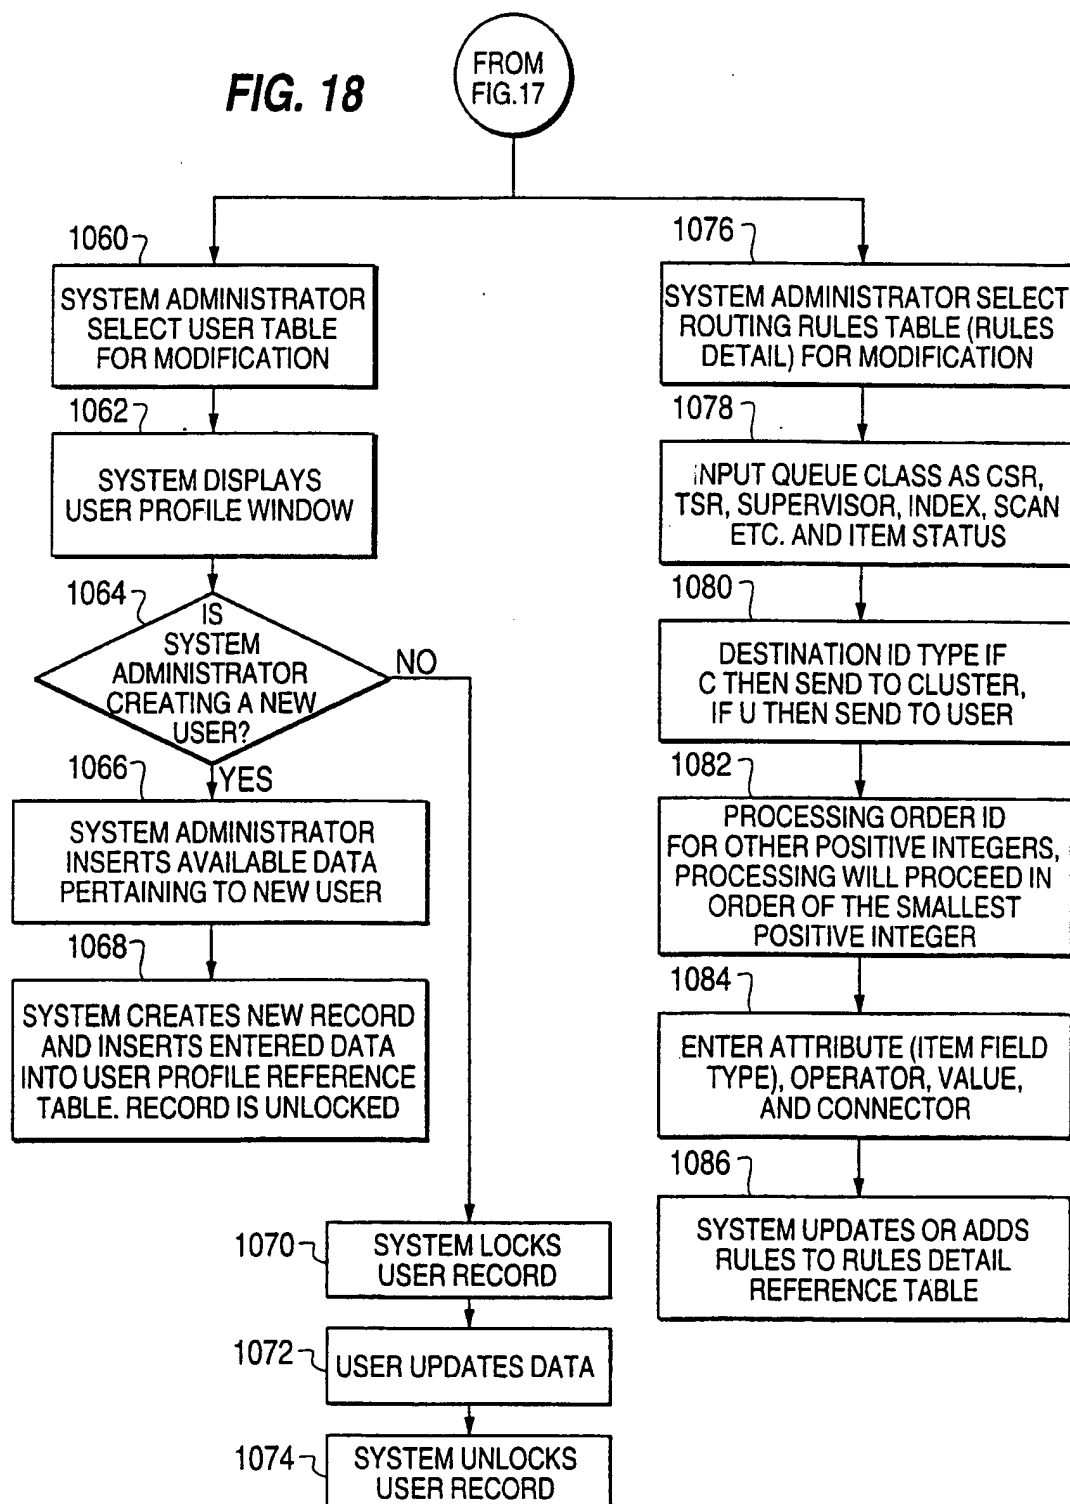 FIG. 18
FROM
FIG.17
1060
SYSTEM ADMINISTRATOR
SELECT USER TABLE
FOR MODIFICATION
1062
SYSTEM DISPLAYS
USER PROFILE WINDOW
1064
IS
SYSTEM
ADMINISTRATOR
CREATING A NEW
USER?
NO
YES
1066
SYSTEM ADMINISTRATOR
INSERTS AVAILABLE DATA
PERTAINING TO NEW USER
1068
SYSTEM CREATES NEW RECORD
AND INSERTS ENTERED DATA
INTO USER PROFILE REFERENCE
TABLE. RECORD IS UNLOCKED
1070
SYSTEM LOCKS
USER RECORD
1072
USER UPDATES DATA
1074
SYSTEM UNLOCKS
USER RECORD
1076
SYSTEM ADMINISTRATOR SELECT
ROUTING RULES TABLE (RULES
DETAIL) FOR MODIFICATION
1078
INPUT QUEUE CLASS AS CSR,
TSR, SUPERVISOR, INDEX, SCAN
ETC. AND ITEM STATUS
1080
DESTINATION ID TYPE IF
C THEN SEND TO CLUSTER,
IF U THEN SEND TO USER
1082
PROCESSING ORDER ID
FOR OTHER POSITIVE INTEGERS,
PROCESSING WILL PROCEED IN
ORDER OF THE SMALLEST
POSITIVE INTEGER
1084
ENTER ATTRIBUTE (ITEM FIELD
TYPE), OPERATOR, VALUE,
AND CONNECTOR
1086
SYSTEM UPDATES OR ADDS
RULES TO RULES DETAIL
REFERENCE TABLE